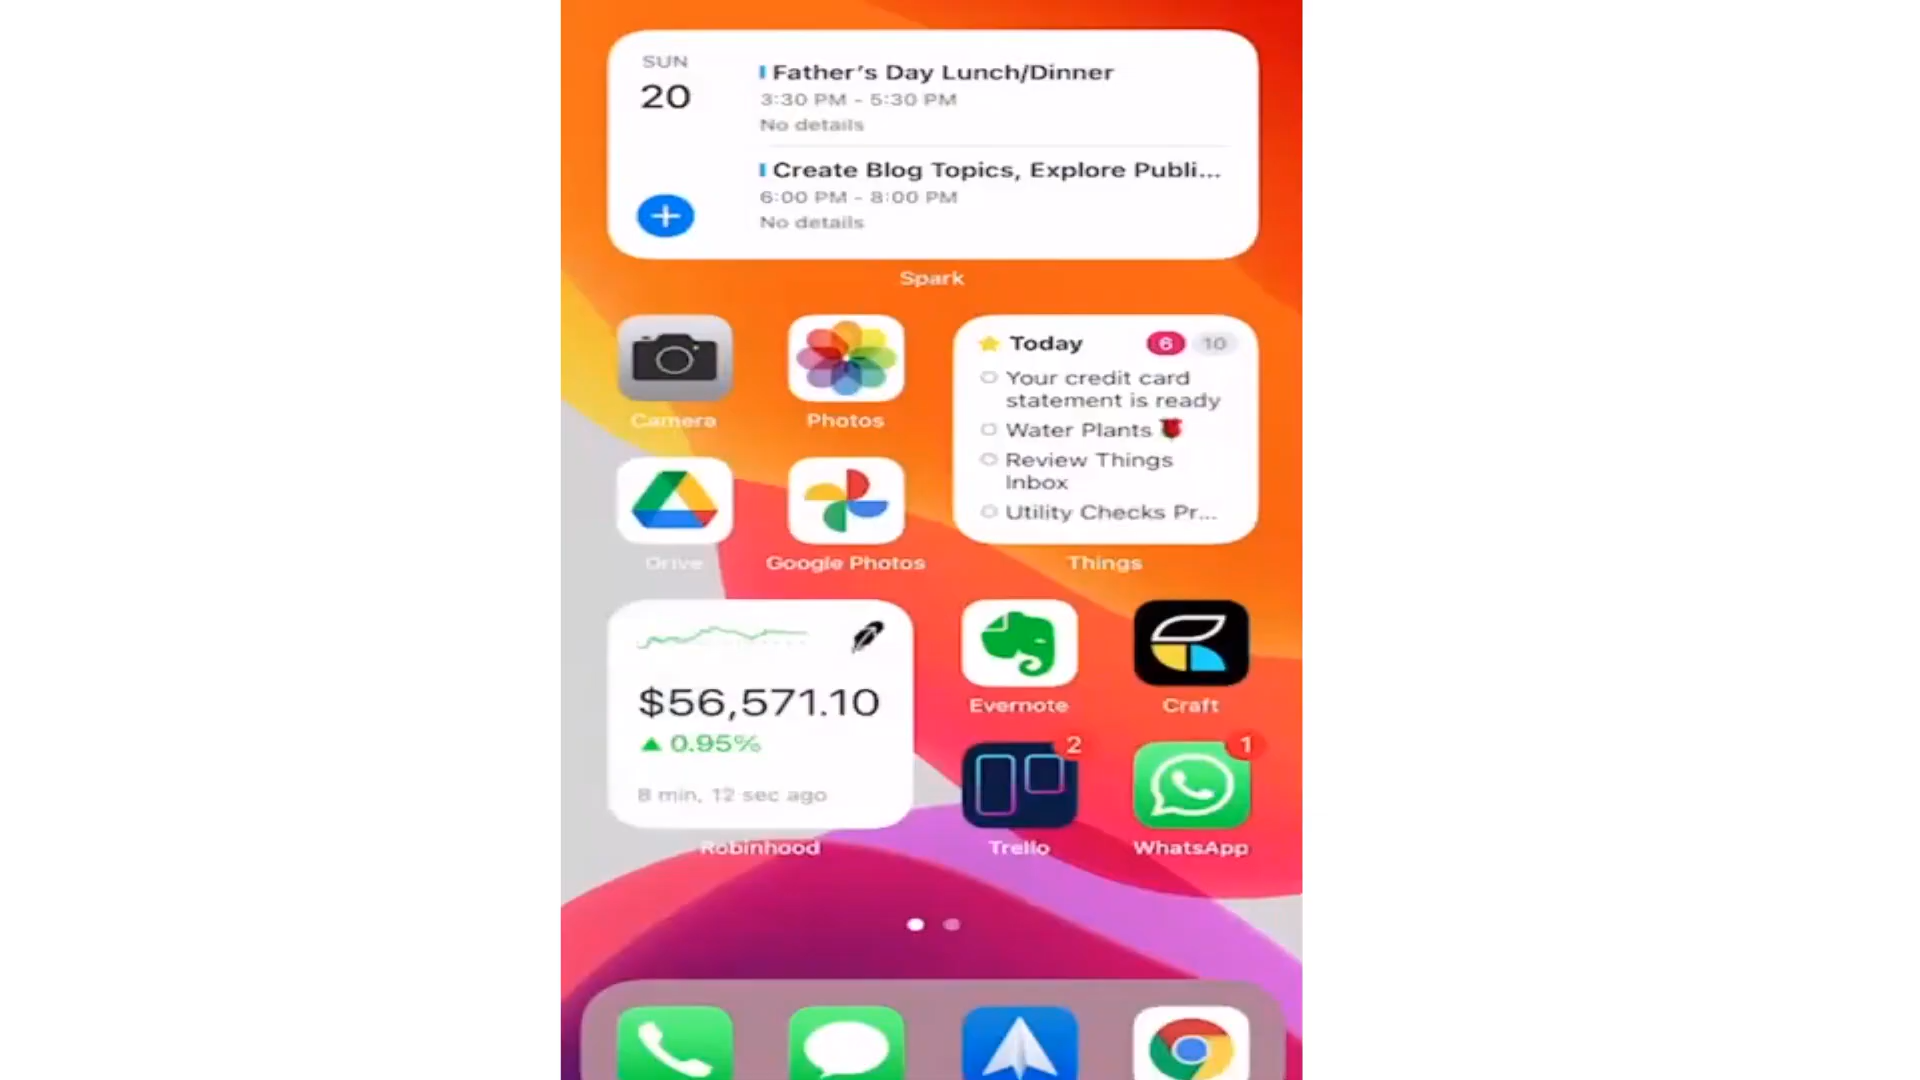 SUN
20
Father's Day Lunch/Dinner
3:30 PM - 5:30 PM
No details
Create Blog Topics, Explore Publi...
6:00 PM - 8:00 PM
No details
Spark
Camera
Photos
Today
6
10
Your credit card
statement is ready
Water Plants
Review Things
Inbox
Utility Checks Pr...
Drive
Google Photos
Things
$56,571.10
0.95%
8 min, 12 sec ago
Robinhood
Evernote
Craft
2
1
Trello
WhatsApp